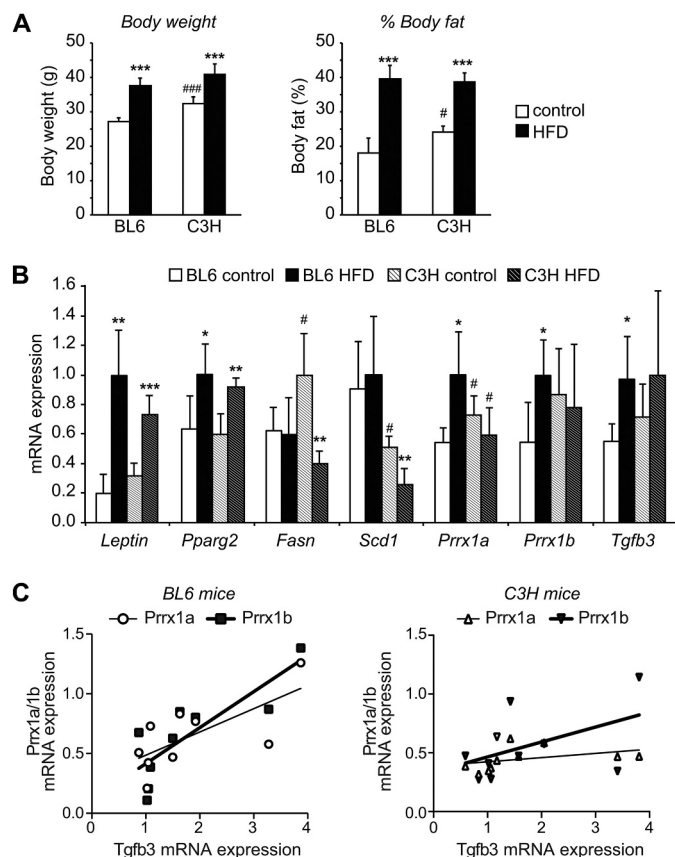 A
Body weight
% Body fat
***
***
###
50
40
30
20
10
0
Body weight (g)
BL6
C3H
***
***
#
50
40
30
20
10
0
Body fat (%)
BL6
C3H
control
HFD
B
BL6 control BL6 HFD C3H control C3H HFD
1.6
1.4
1.2
1.0
0.8
0.6
0.4
0.2
0.0
mRNA expression
** *** * ** # ** # ** * # # * *
Leptin Pparg2 Fasn Scd1 Prrx1a Prrx1b Tgfb3
C
BL6 mice
Prrx1a Prrx1b
1.5
1.0
0.5
0.0
Prrx1a/1b
mRNA expression
0 1 2 3 4
Tgfb3 mRNA expression
C3H mice
Prrx1a Prrx1b
1.5
1.0
0.5
0.0
Prrx1a/1b
mRNA expression
0 1 2 3 4
Tgfb3 mRNA expression